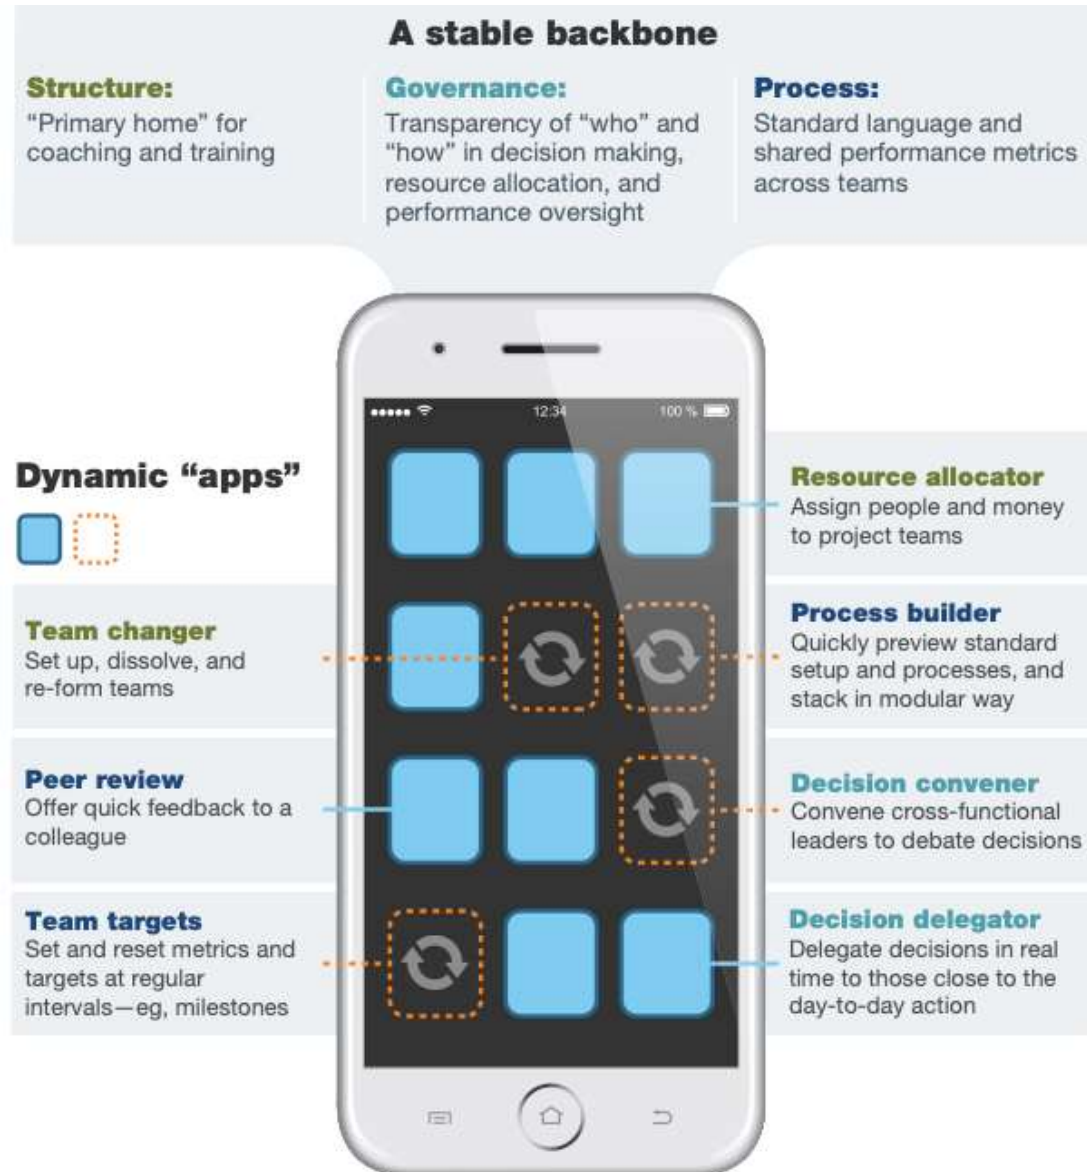 A stable backbone
Structure:
“Primary home” for
coaching and training
Governance:
Transparency of “who” and
“how” in decision making,
resource allocation, and
performance oversight
Process:
Standard language and
shared performance metrics
across teams
12:34
100 %
Dynamic “apps”
Team changer
Set up, dissolve, and
re-form teams
Peer review
Offer quick feedback to a
colleague
Team targets
Set and reset metrics and
targets at regular
intervals—eg, milestones
Resource allocator
Assign people and money
to project teams
Process builder
Quickly preview standard
setup and processes, and
stack in modular way
Decision convener
Convene cross-functional
leaders to debate decisions
Decision delegator
Delegate decisions in real
time to those close to the
day-to-day action